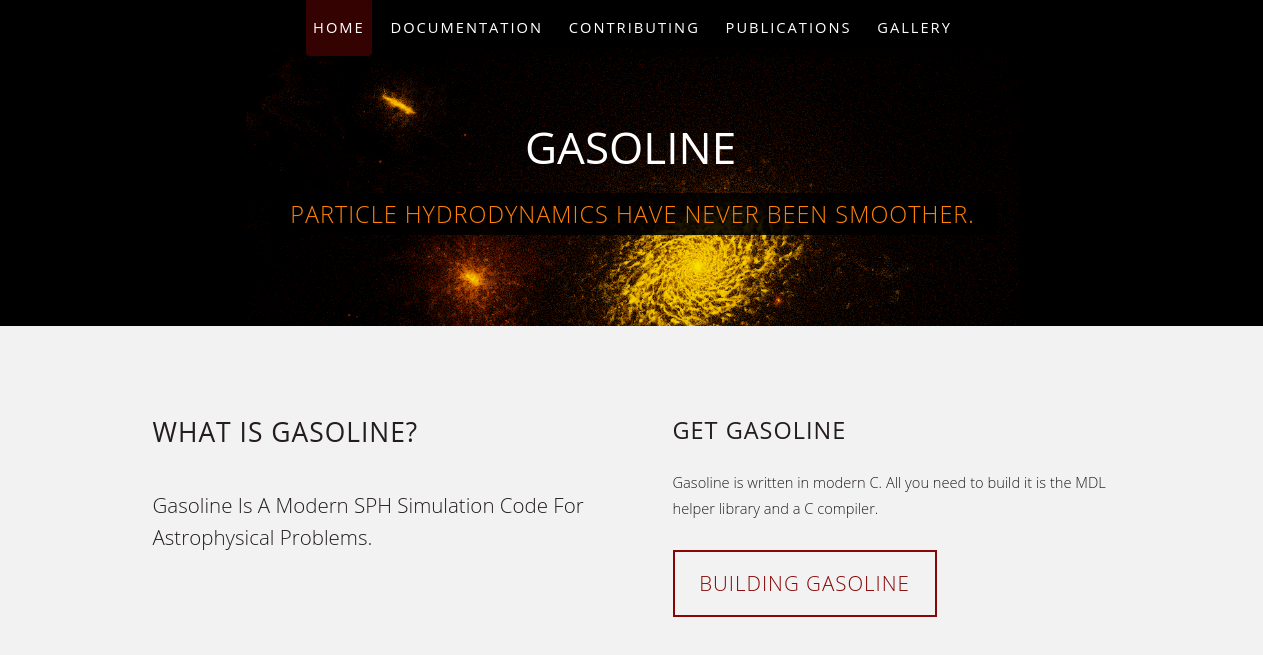 HOME DOCUMENTATION CONTRIBUTING PUBLICATIONS GALLERY
GASOLINE
PARTICLE HYDRODYNAMICS HAVE NEVER BEEN SMOOTHER.
WHAT IS GASOLINE?
Gasoline Is A Modern SPH Simulation Code For
Astrophysical Problems.
GET GASOLINE
Gasoline is written in modern C. All you need to build it is the MDL
helper library and a C compiler.
BUILDING GASOLINE